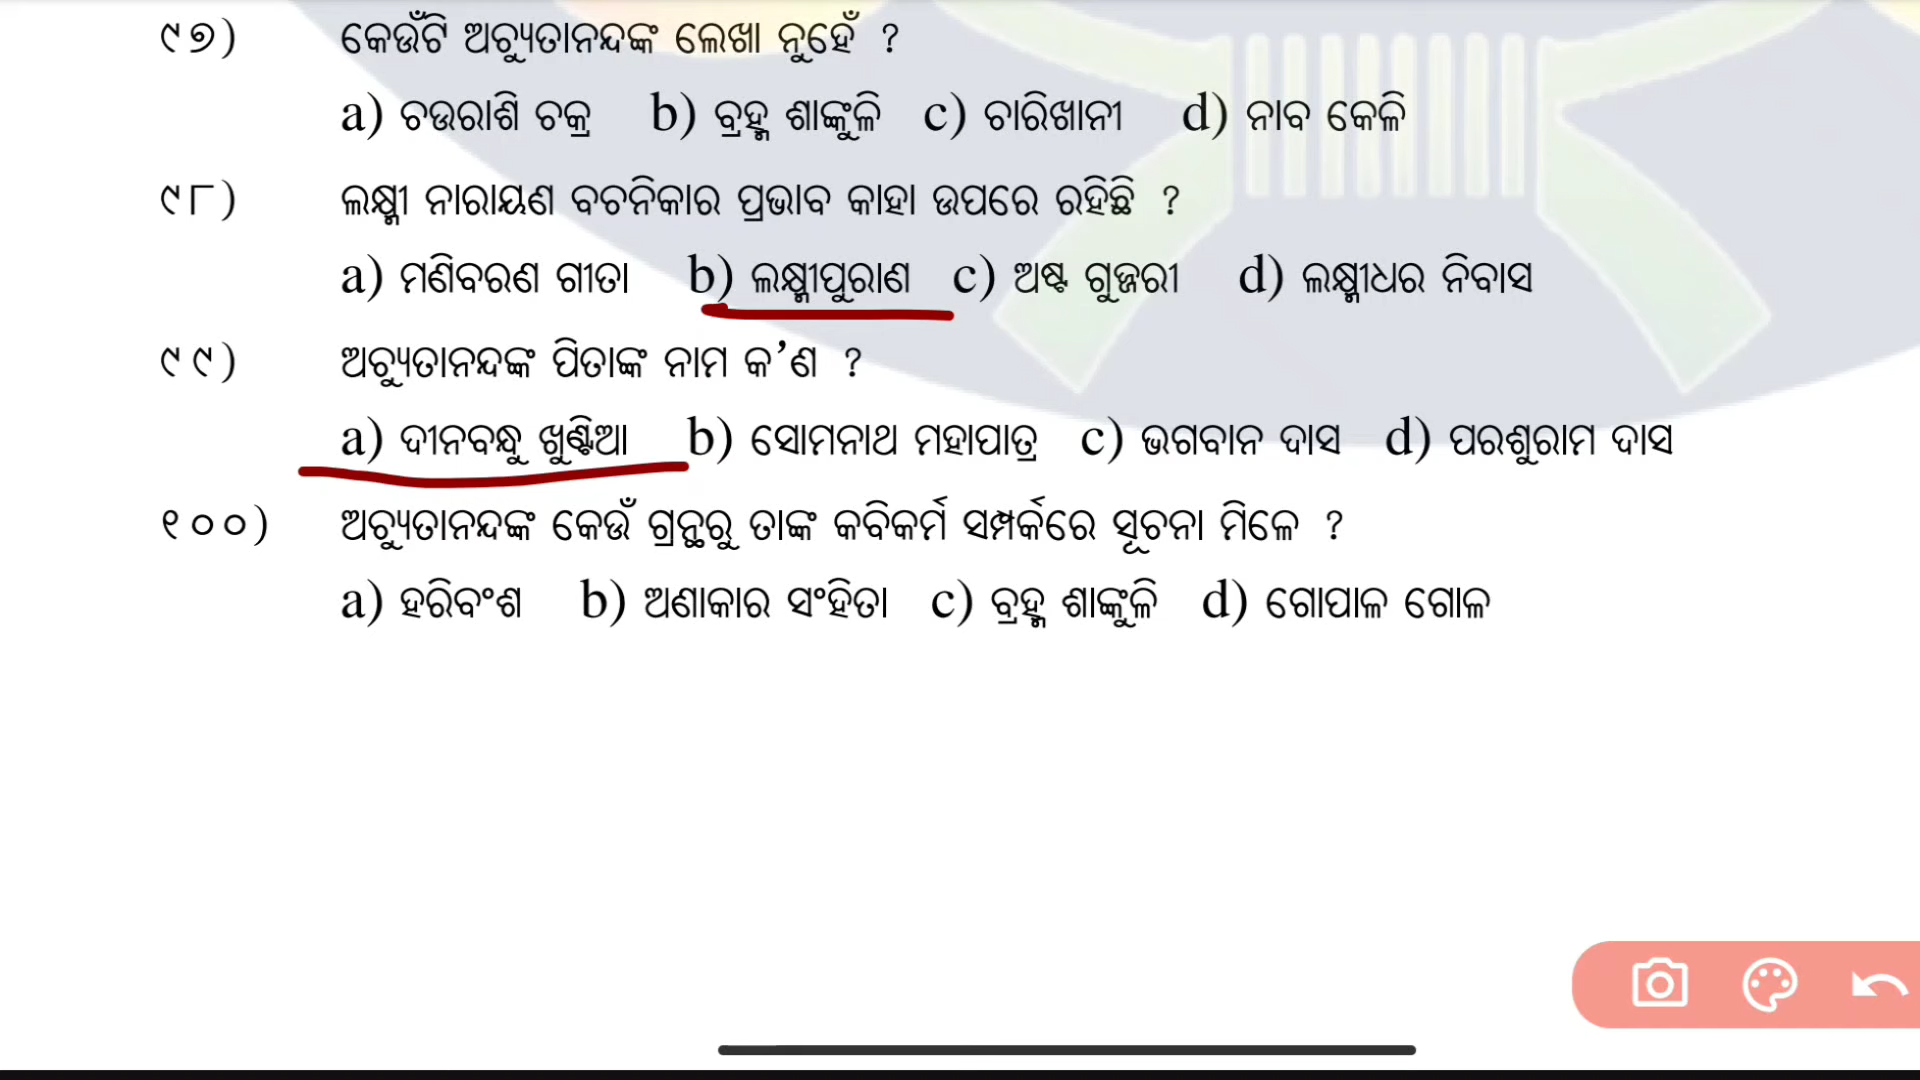 ୯୭) କେଉଁଟି ଅଚ୍ୟୁତାନନ୍ଦଙ୍କ ଲେଖା ନୁହେଁ ?
a) ଚଉରାଶି ଚକ୍ର b) ବ୍ରହ୍ମ ଶାଙ୍କୁଳି c) ଚାରିଖାନୀ d) ନାବ କେଳି
୯୮) ଲକ୍ଷ୍ମୀ ନାରାୟଣ ବଚନିକାର ପ୍ରଭାବ କାହା ଉପରେ ରହିଛି ?
a) ମଣିବରଣ ଗୀତା b) ଲକ୍ଷ୍ମୀପୁରାଣ c) ଅଷ୍ଟ ଗୁଜ୍ଜରୀ d) ଲକ୍ଷ୍ମୀଧର ନିବାସ
୯୯) ଅଚ୍ୟୁତାନନ୍ଦଙ୍କ ପିତାଙ୍କ ନାମ କ’ଣ ?
a) ଦୀନବନ୍ଧୁ ଖୁଣ୍ଟିଆ b) ସୋମନାଥ ମହାପାତ୍ର c) ଭଗବାନ ଦାସ d) ପରଶୁରାମ ଦାସ
୧୦୦) ଅଚ୍ୟୁତାନନ୍ଦଙ୍କ କେଉଁ ଗ୍ରନ୍ଥରୁ ତାଙ୍କ କବିକର୍ମ ସମ୍ପର୍କରେ ସୂଚନା ମିଳେ ?
a) ହରିବଂଶ b) ଅଣାକାର ସଂହିତା c) ବ୍ରହ୍ମ ଶାଙ୍କୁଳି d) ଗୋପାଳ ଗୋଳ